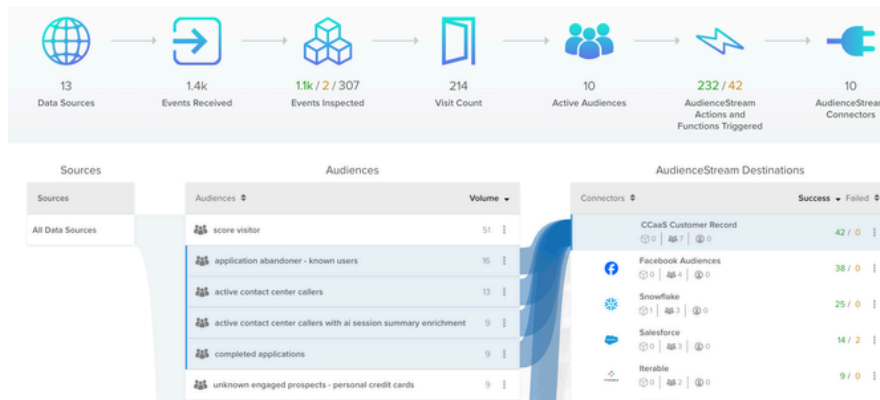 13
Data Sources
1.4k
Events Received
1.1k / 2 / 307
Events Inspected
214
Visit Count
10
Active Audiences
232 / 42
AudienceStream
Actions and
Functions Triggered
10
AudienceStream
Connectors
Sources
Sources
All Data Sources
Audiences
Audiences Volume
score visitor 51
application abandoner - known users 16
active contact center callers 13
active contact center callers with ai session summary enrichment 9
completed applications 9
unknown engaged prospects - personal credit cards 9
AudienceStream Destinations
Connectors Success Failed
CCaaS Customer Record 42 / 0
0 7 0
Facebook Audiences 38 / 0
0 4 0
Snowflake 25 / 0
1 3 0
Salesforce 14 / 2
0 3 0
Iterable 9 / 0
0 2 0